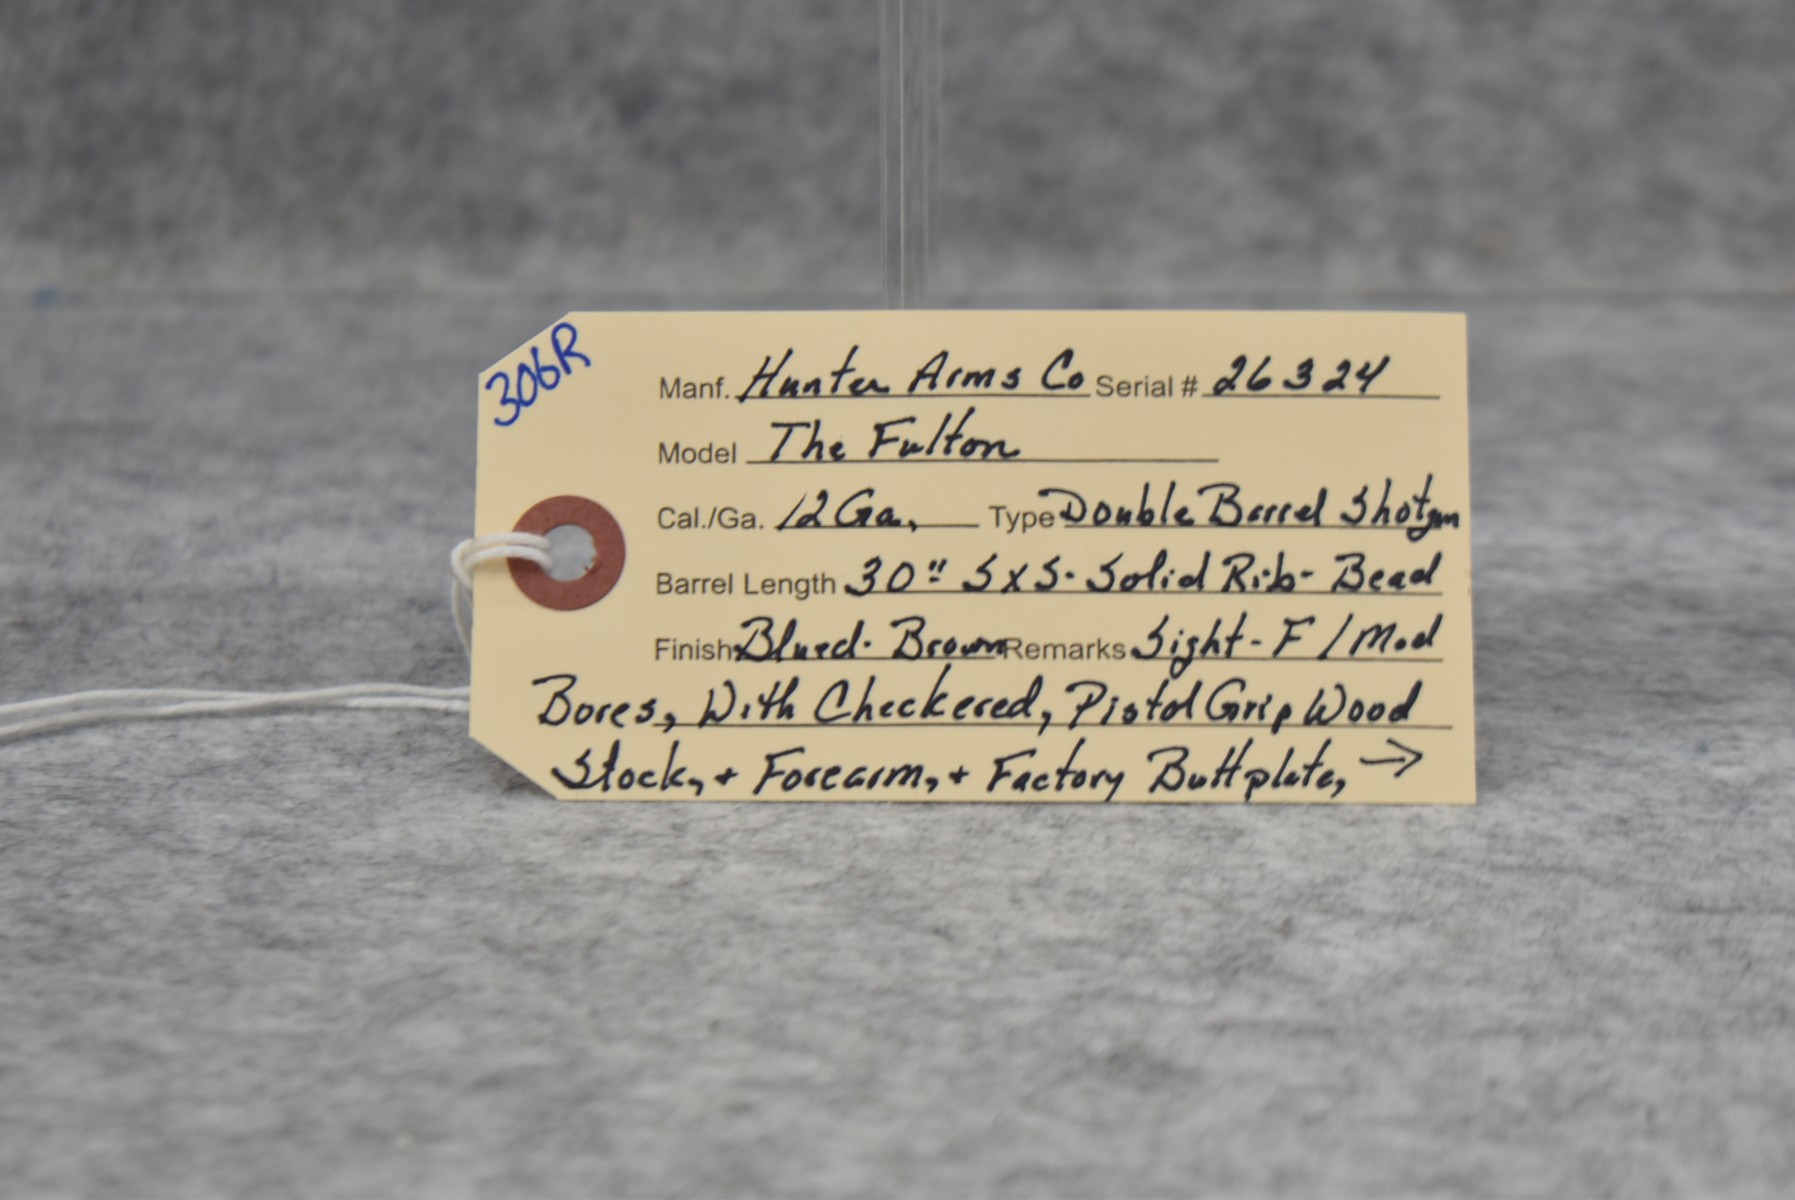 306R
Manf. Hunter Arms Co Serial # 26324
Model The Fulton
Cal./Ga. 12 Ga. Type Double Barrel Shotgun
Barrel Length 30" SxS- Solid Rib- Bead
Finish Blued- Brown Remarks Sight- F/Mod
Bores, With Checkered, Pistol Grip Wood
Stock, + Forearm, + Factory Buttplate, →